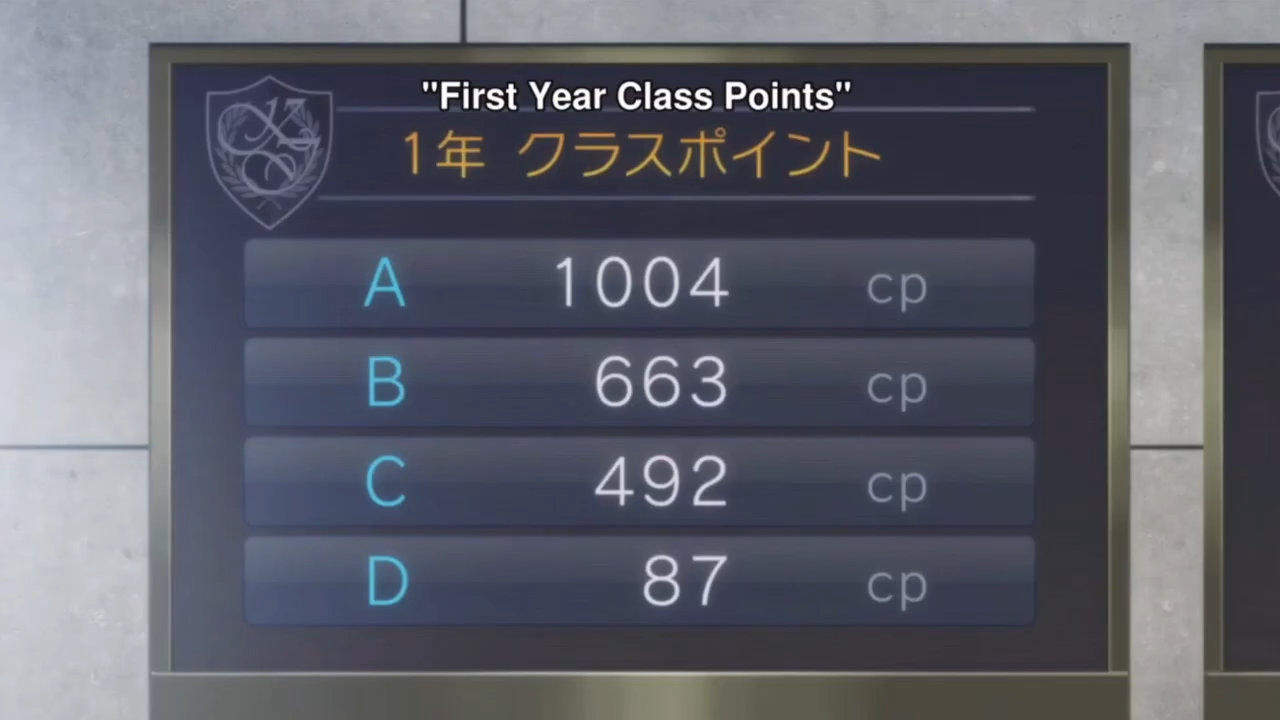 "First Year Class Points"
1年 クラスポイント
A 1004 cp
B 663 cp
C 492 cp
D 87 cp